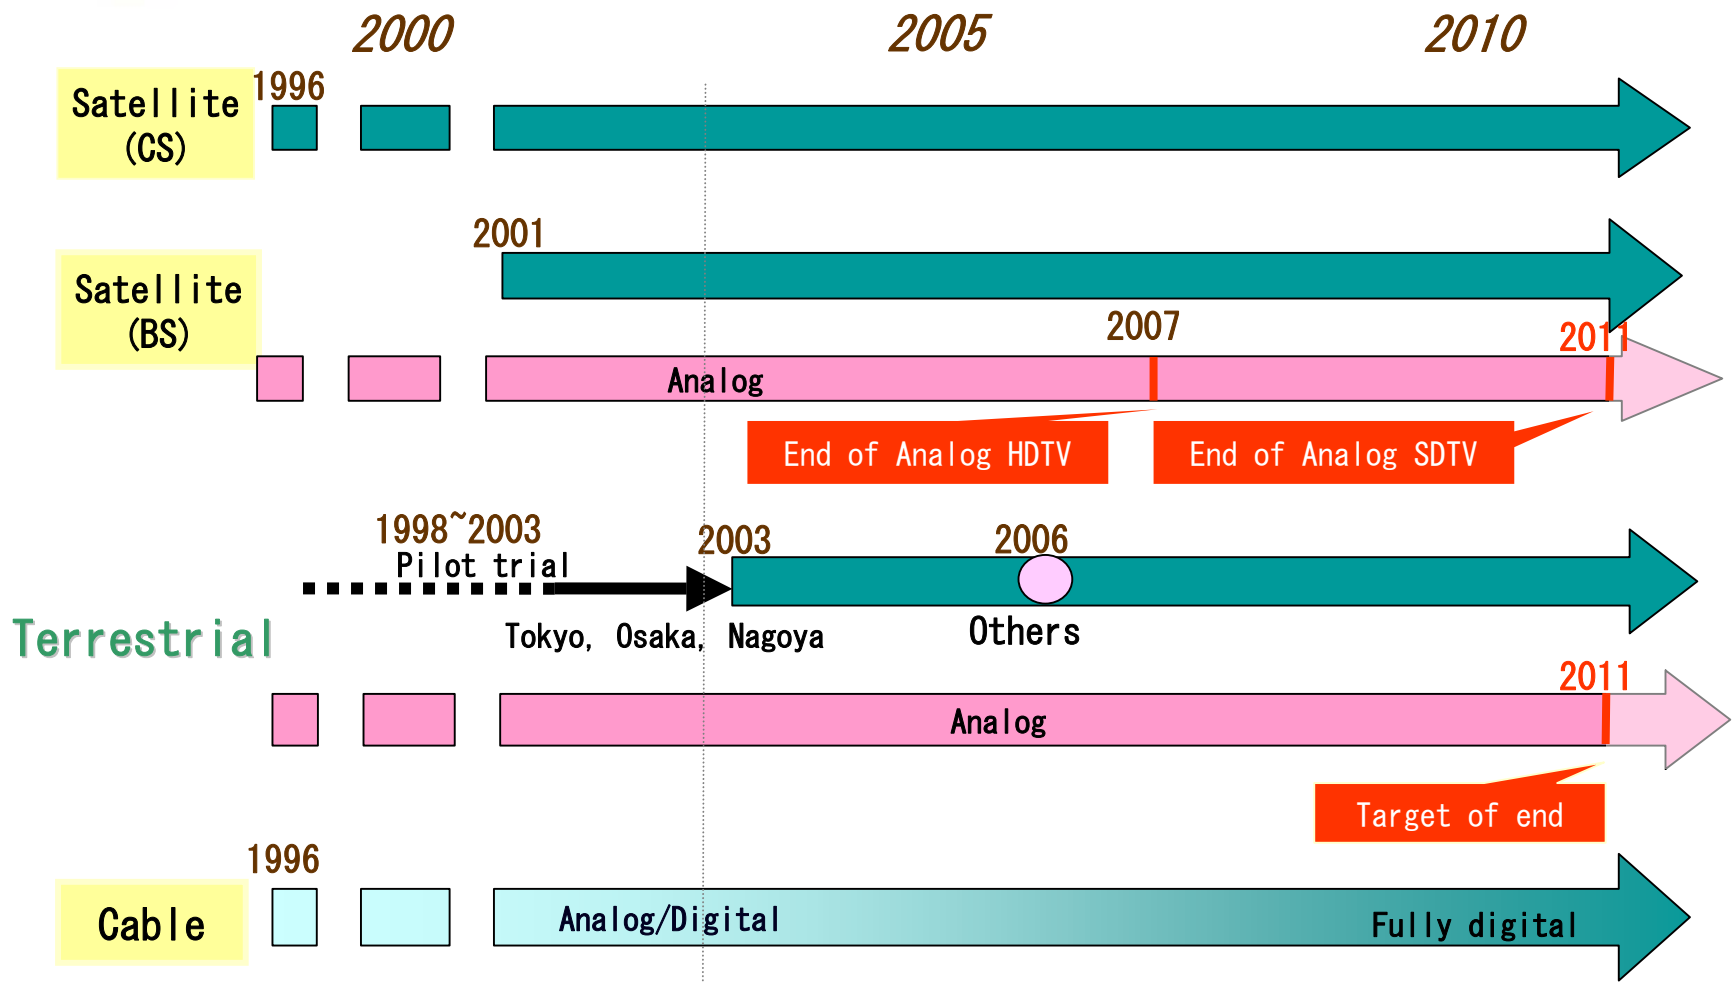 2000 2005 2010
1996
Satellite
(CS)
2001
Satellite
(BS)
2007
2011
Analog
End of Analog HDTV
End of Analog SDTV
1998~2003
Pilot trial
2003
2006
Tokyo, Osaka, Nagoya
Others
Terrestrial
2011
Analog
Target of end
1996
Cable
Analog/Digital
Fully digital